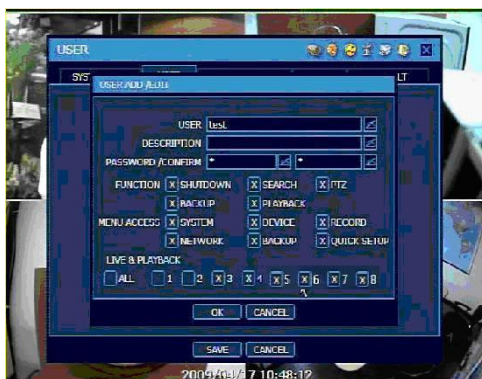 USER
SYS
LT
USER ADD /EDIT
USER test
DESCRIPTION
PASSWORD /CONFIRM * *
FUNCTION X SHUTDOWN X SEARCH X PTZ
X BACKUP X PLAYBACK
MENU ACCESS X SYSTEM X DEVICE X RECORD
X NETWORK X BACKUP X QUICK SETUP
LIVE & PLAYBACK
ALL 1 2 X 3 X 4 X 5 X 6 X 7 X 8
OK CANCEL
SAVE CANCEL
2009/04/17 10:48:12